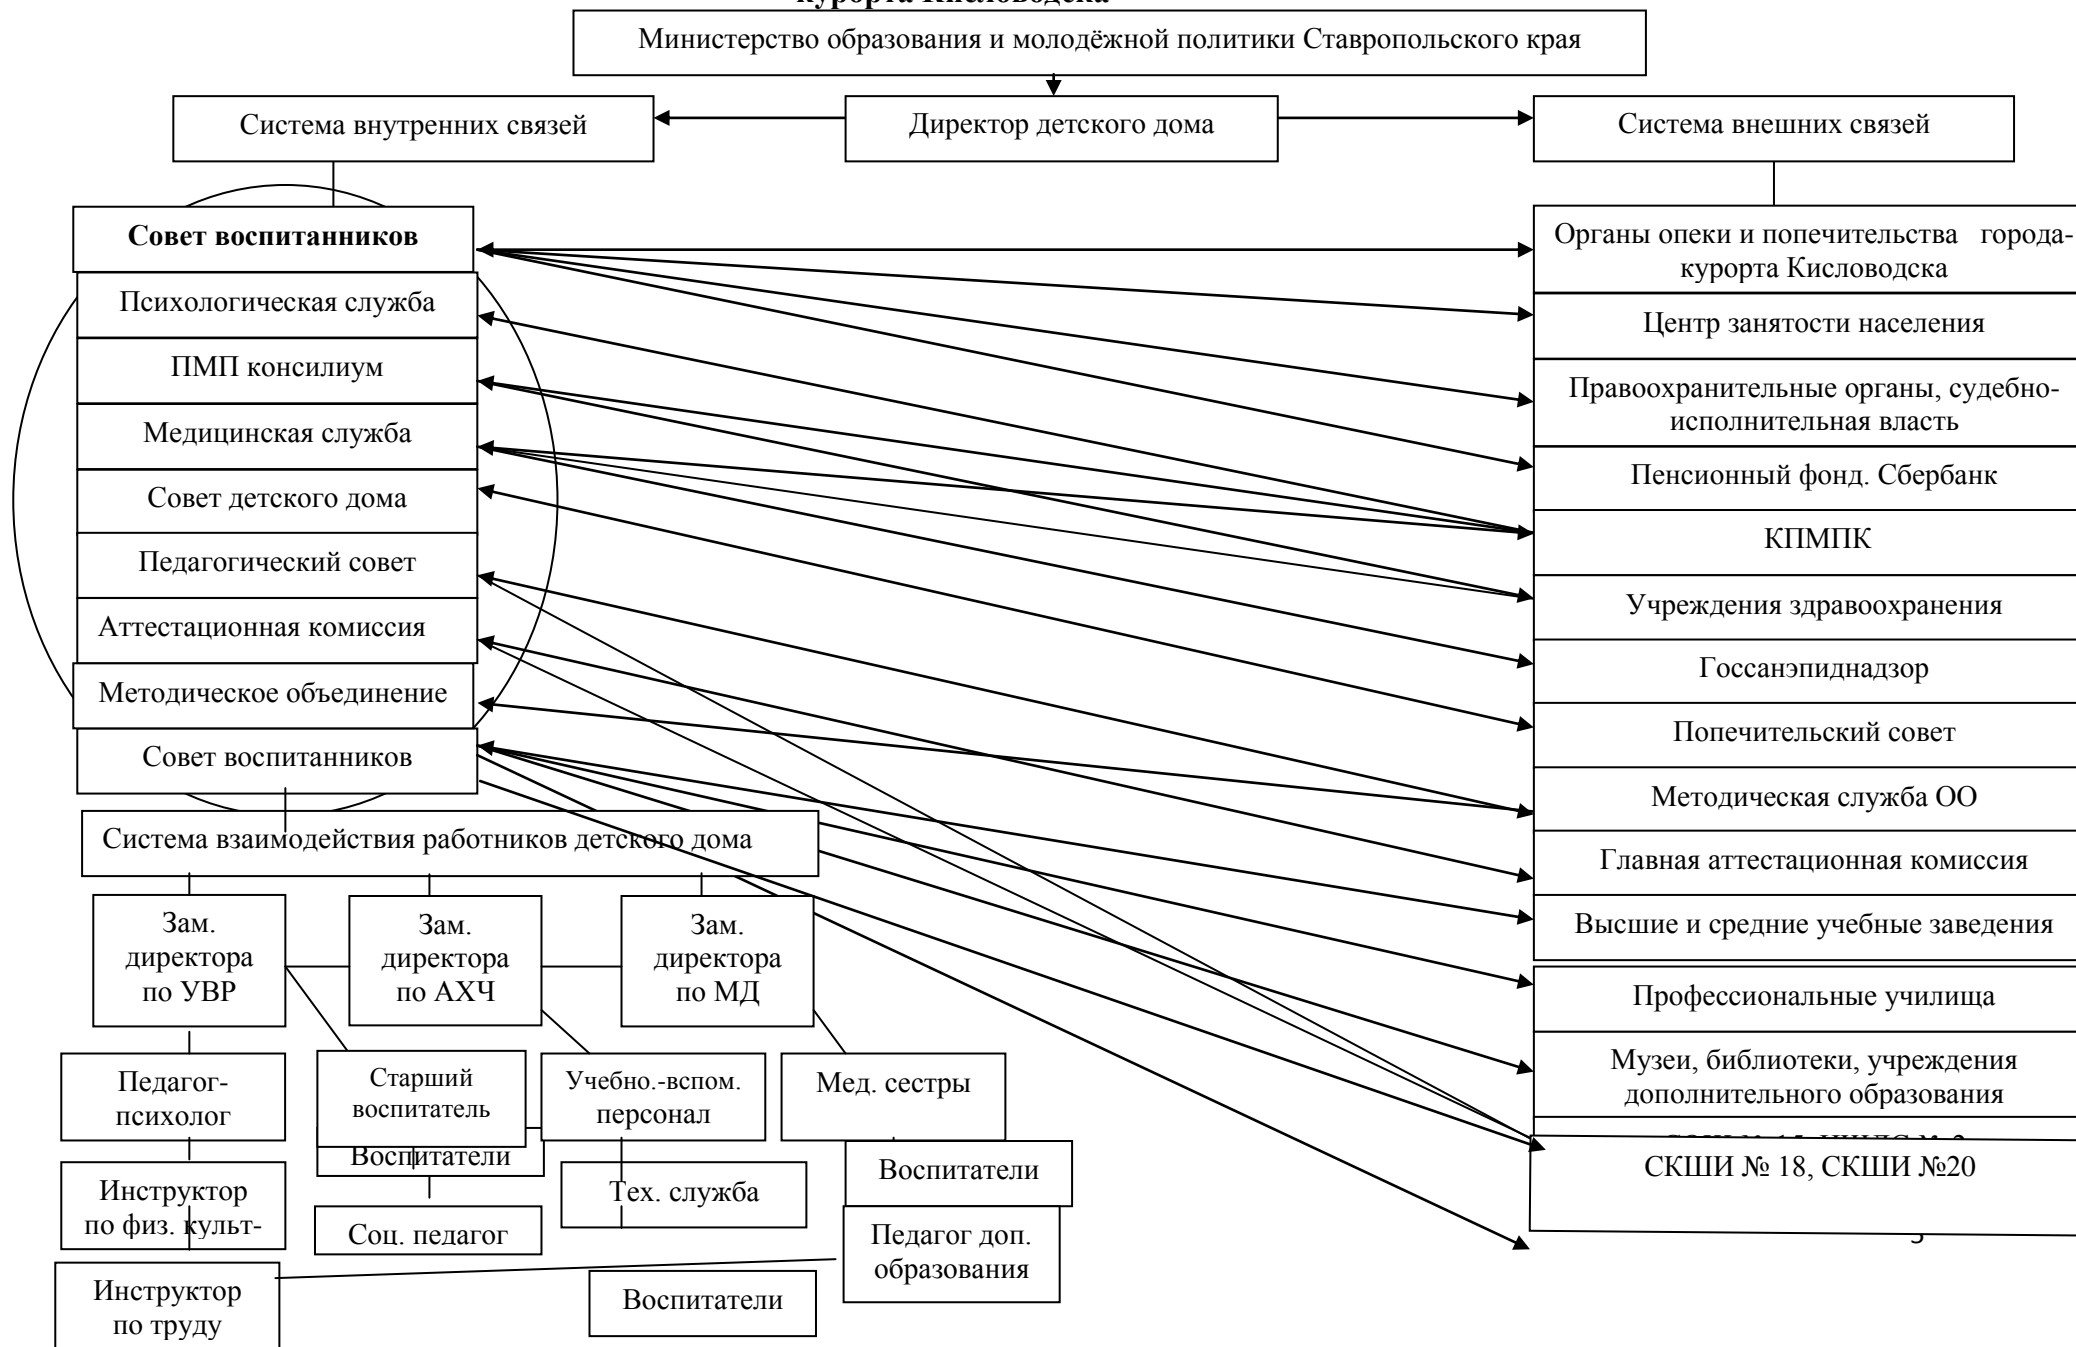 курорта Кисловодска
Министерство образования и молодёжной политики Ставропольского края
Система внутренних связей
Директор детского дома
Система внешних связей
Совет воспитанников
Психологическая служба
ПМП консилиум
Медицинская служба
Совет детского дома
Педагогический совет
Аттестационная комиссия
Методическое объединение
Совет воспитанников
Органы опеки и попечительства города-
курорта Кисловодска
Центр занятости населения
Правоохранительные органы, судебно-
исполнительная власть
Пенсионный фонд. Сбербанк
КПМПК
Учреждения здравоохранения
Госсанэпиднадзор
Попечительский совет
Методическая служба ОО
Главная аттестационная комиссия
Высшие и средние учебные заведения
Профессиональные училища
Музеи, библиотеки, учреждения
дополнительного образования
СКШИ № 18, СКШИ №20
Система взаимодействия работников детского дома
Зам.
директора
по УВР
Зам.
директора
по АХЧ
Зам.
директора
по МД
Педагог-
психолог
Старший
воспитатель
Учебно.-вспом.
персонал
Мед. сестры
Воспитатели
Воспитатели
Инструктор
по физ. культ-
Соц. педагог
Тех. служба
Педагог доп.
образования
Инструктор
по труду
Воспитатели